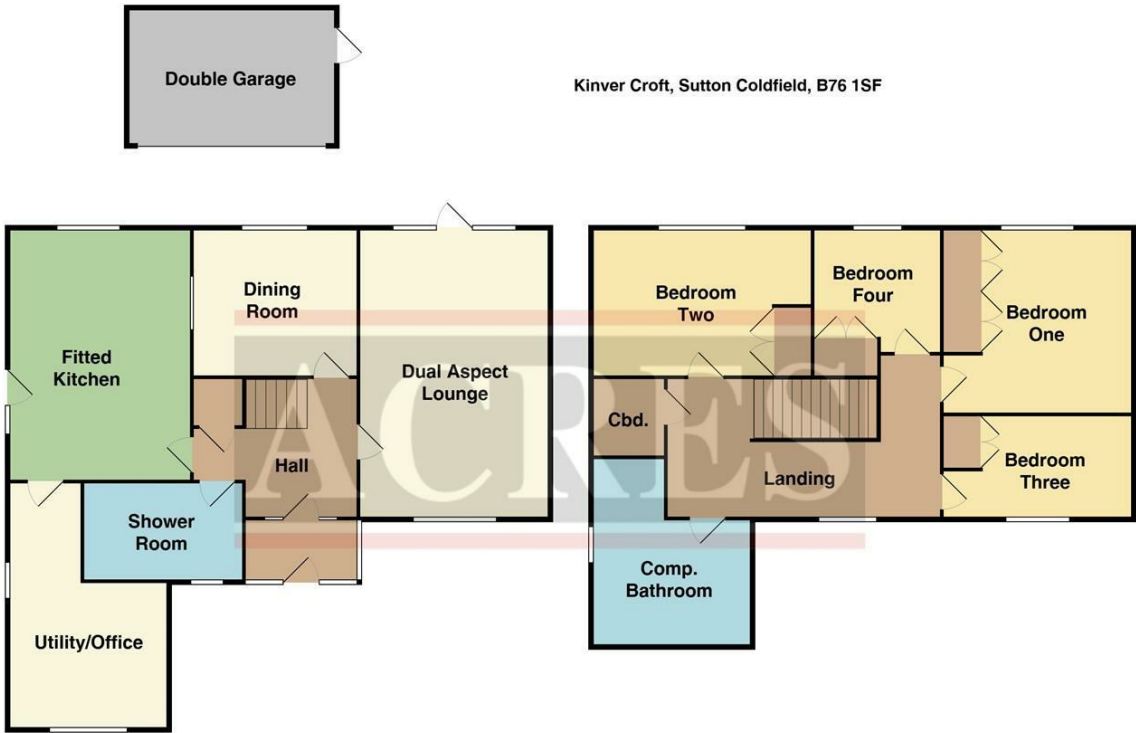 Double Garage
Kinver Croft, Sutton Coldfield, B76 1SF
Fitted
Kitchen
Dining
Room
Dual Aspect
Lounge
Hall
Shower
Room
Utility/Office
Bedroom
Two
Bedroom
Four
Bedroom
One
Cbd.
Landing
Bedroom
Three
Comp.
Bathroom
ACRES